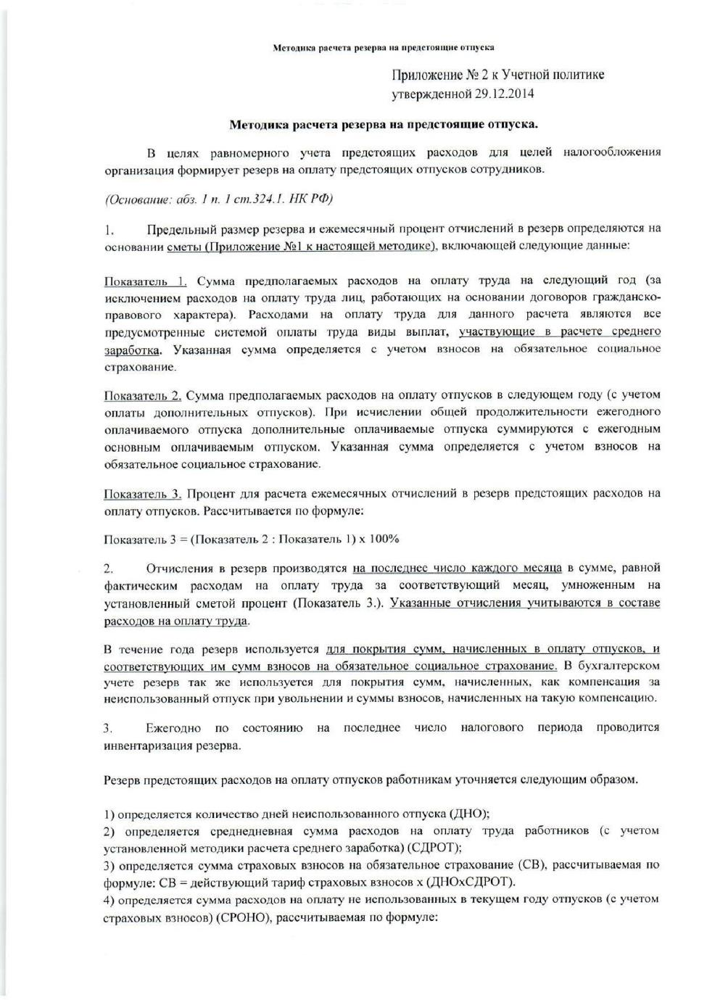 Методика расчета резерва на предстоящие отпуска
Приложение № 2 к Учетной политике
утвержденной 29.12.2014
Методика расчета резерва на предстоящие отпуска.
В целях равномерного учета предстоящих расходов для целей налогообложения
организация формирует резерв на оплату предстоящих отпусков сотрудников.
(Основание: абз. 1 п. 1 ст.324.1. НК РФ)
1. Предельный размер резерва и ежемесячный процент отчислений в резерв определяются на
основании сметы (Приложение №1 к настоящей методике), включающей следующие данные:
Показатель 1. Сумма предполагаемых расходов на оплату труда на следующий год (за
исключением расходов на оплату труда лиц, работающих на основании договоров гражданско-
правового характера). Расходами на оплату труда для данного расчета являются все
предусмотренные системой оплаты труда виды выплат, участвующие в расчете среднего
заработка. Указанная сумма определяется с учетом взносов на обязательное социальное
страхование.
Показатель 2. Сумма предполагаемых расходов на оплату отпусков в следующем году (с учетом
оплаты дополнительных отпусков). При исчислении общей продолжительности ежегодного
оплачиваемого отпуска дополнительные оплачиваемые отпуска суммируются с ежегодным
основным оплачиваемым отпуском. Указанная сумма определяется с учетом взносов на
обязательное социальное страхование.
Показатель 3. Процент для расчета ежемесячных отчислений в резерв предстоящих расходов на
оплату отпусков. Рассчитывается по формуле:
Показатель 3 = (Показатель 2 : Показатель 1) х 100%
2. Отчисления в резерв производятся на последнее число каждого месяца в сумме, равной
фактическим расходам на оплату труда за соответствующий месяц, умноженным на
установленный сметой процент (Показатель 3.). Указанные отчисления учитываются в составе
расходов на оплату труда.
В течение года резерв используется для покрытия сумм, начисленных в оплату отпусков, и
соответствующих им сумм взносов на обязательное социальное страхование. В бухгалтерском
учете резерв так же используется для покрытия сумм, начисленных, как компенсация за
неиспользованный отпуск при увольнении и суммы взносов, начисленных на такую компенсацию.
3. Ежегодно по состоянию на последнее число налогового периода проводится
инвентаризация резерва.
Резерв предстоящих расходов на оплату отпусков работникам уточняется следующим образом.
1) определяется количество дней неиспользованного отпуска (ДНО);
2) определяется среднедневная сумма расходов на оплату труда работников (с учетом
установленной методики расчета среднего заработка) (СДРОТ);
3) определяется сумма страховых взносов на обязательное страхование (СВ), рассчитываемая по
формуле: СВ = действующий тариф страховых взносов х (ДНОхСДРОТ).
4) определяется сумма расходов на оплату не использованных в текущем году отпусков (с учетом
страховых взносов) (СРОНО), рассчитываемая по формуле: